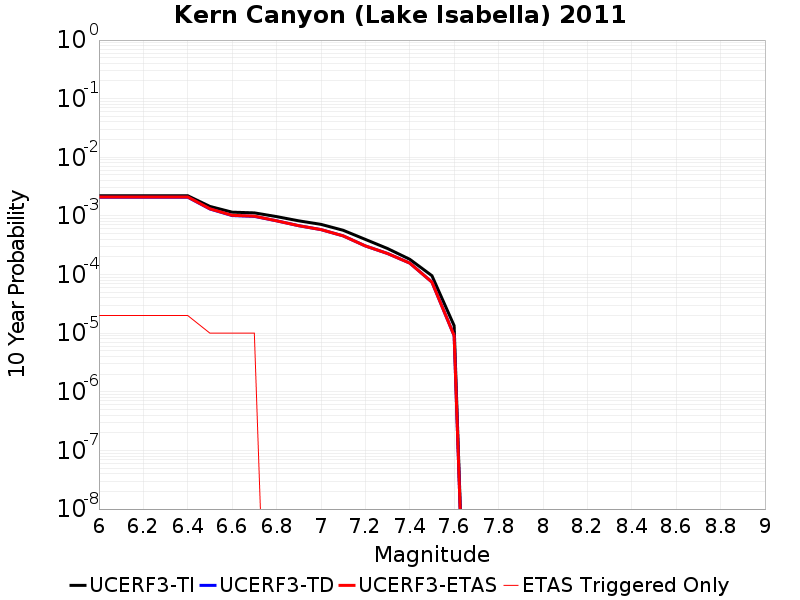 Kern Canyon (Lake Isabella) 2011
10^0
10^-1
10^-2
10^-3
10^-4
10^-5
10^-6
10^-7
10^-8
10 Year Probability
6 6.2 6.4 6.6 6.8 7 7.2 7.4 7.6 7.8 8 8.2 8.4 8.6 8.8 9
Magnitude
UCERF3-TI UCERF3-TD UCERF3-ETAS ETAS Triggered Only